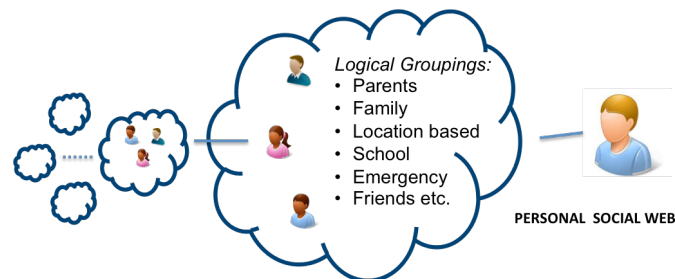 Logical Groupings:
• Parents
• Family
• Location based
• School
• Emergency
• Friends etc.
PERSONAL SOCIAL WEB